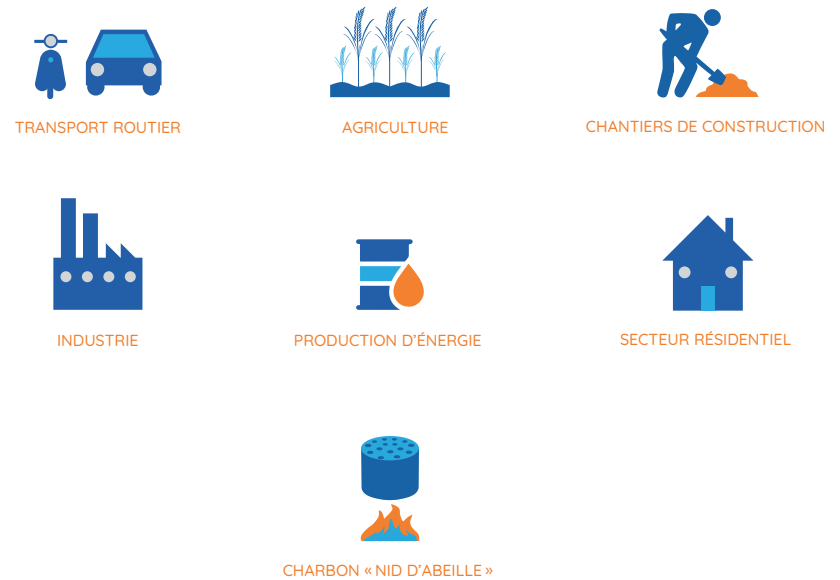 TRANSPORT ROUTIER
AGRICULTURE
CHANTIERS DE CONSTRUCTION
INDUSTRIE
PRODUCTION D’ÉNERGIE
SECTEUR RÉSIDENTIEL
CHARBON « NID D’ABEILLE »